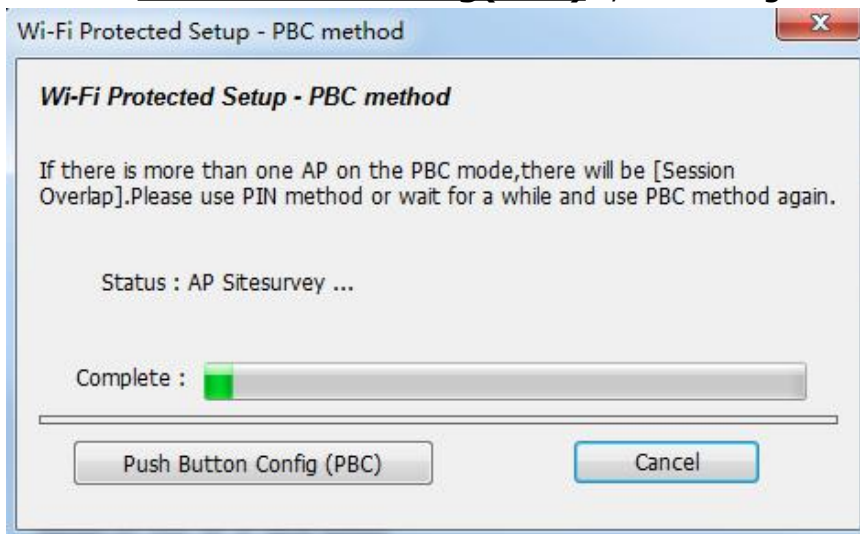 Wi-Fi Protected Setup - PBC method
Wi-Fi Protected Setup - PBC method
If there is more than one AP on the PBC mode,there will be [Session
Overlap].Please use PIN method or wait for a while and use PBC method again.
Status : AP Sitesurvey ...
Complete :
Push Button Config (PBC)
Cancel